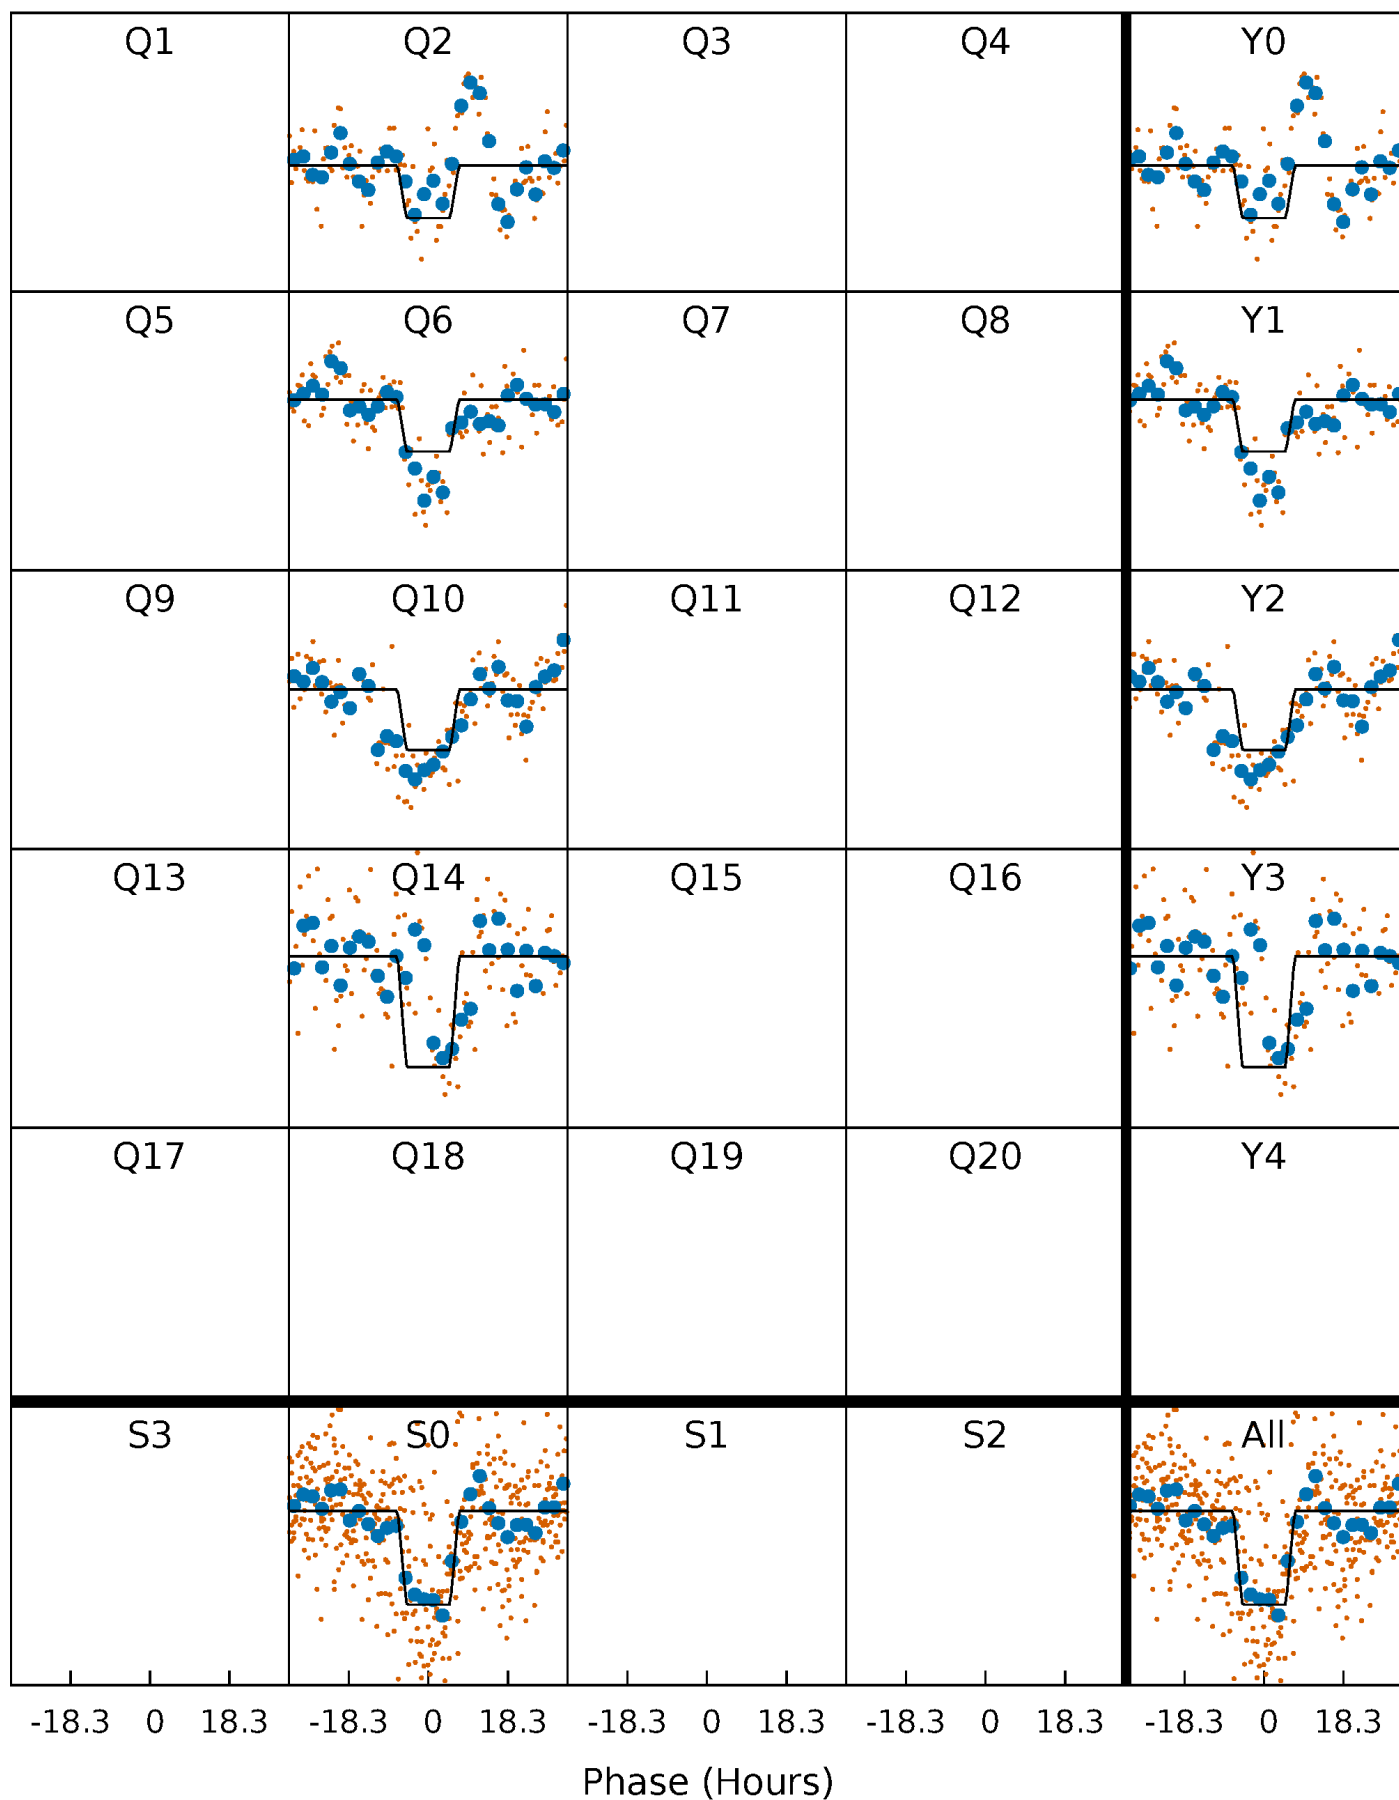 Q1 Q2 Q3 Q4 Y0
Q5 Q6 Q7 Q8 Y1
Q9 Q10 Q11 Q12 Y2
Q13 Q14 Q15 Q16 Y3
Q17 Q18 Q19 Q20 Y4
S3 S0 S1 S2 All
-18.3 0 18.3 -18.3 0 18.3 -18.3 0 18.3 -18.3 0 18.3 -18.3 0 18.3
Phase (Hours)